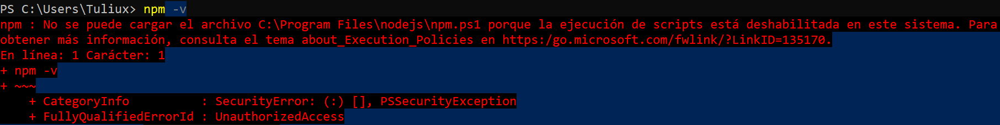 PS C:\Users\Tuliux> npm -v
npm : No se puede cargar el archivo C:\Program Files\nodejs\npm.ps1 porque la ejecución de scripts está deshabilitada en este sistema. Para
obtener más información, consulta el tema about_Execution_Policies en https:/go.microsoft.com/fwlink/?LinkID=135170.
En línea: 1 Carácter: 1
+ npm -v
+ ~~~
    + CategoryInfo          : SecurityError: (:) [], PSSecurityException
    + FullyQualifiedErrorId : UnauthorizedAccess